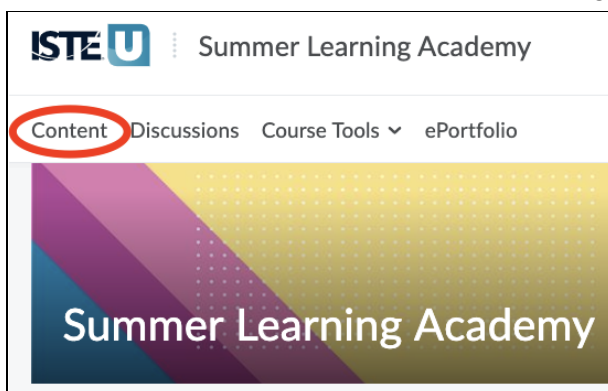 ISTE U Summer Learning Academy
Content Discussions Course Tools ePortfolio
Summer Learning Academy